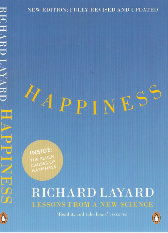 NEW EDITION: FULLY REVISED AND UPDATED
RICHARD LAYARD HAPPINESS
HAPPINESS
INSIDE:
RICHARD LAYARD
LESSONS FROM A NEW SCIENCE